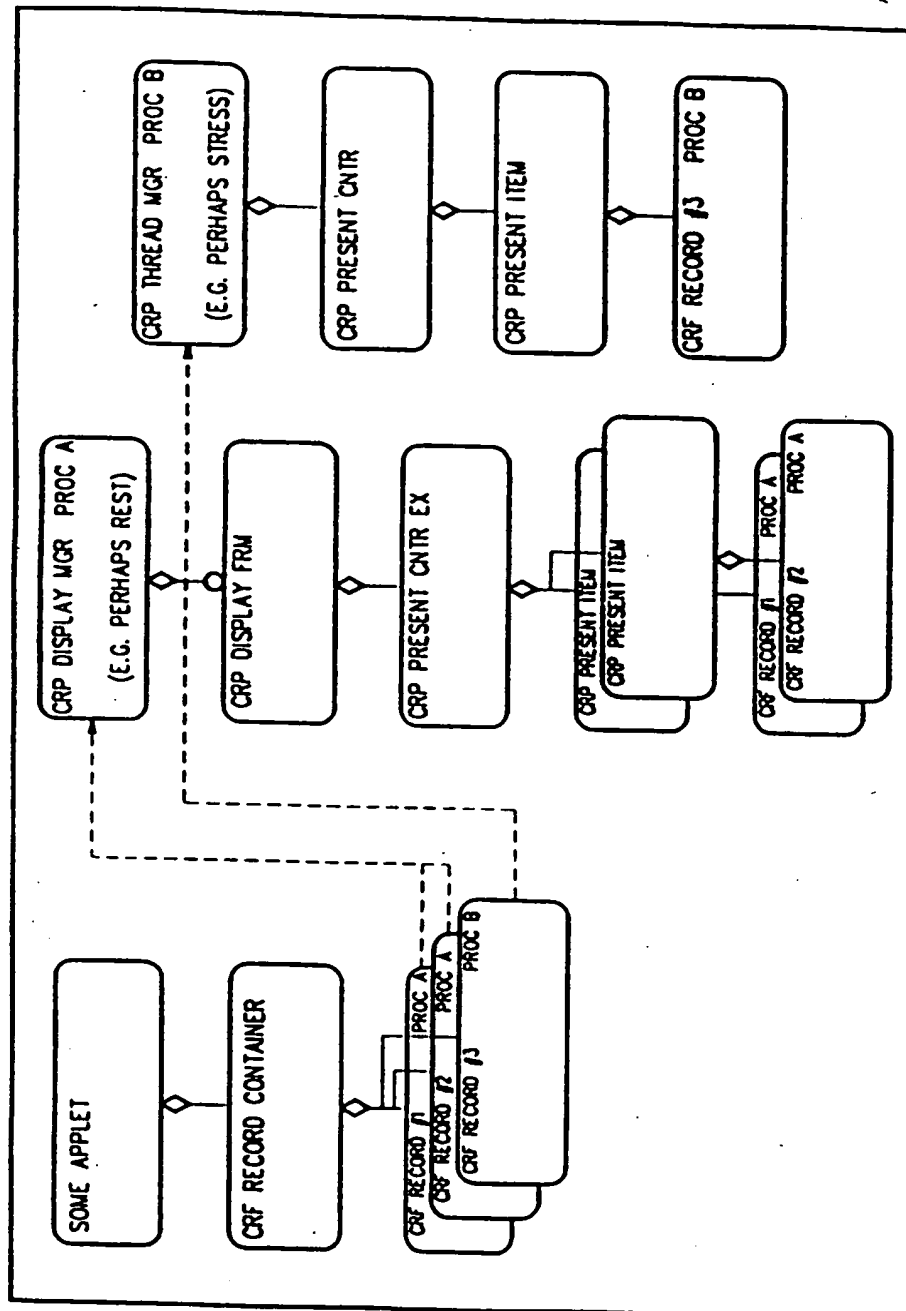 SOME APPLET
CRF RECORD CONTAINER
CRF RECORD #1 PROC A
CRF RECORD #2 PROC A
CRF RECORD #3 PROC B
CRP DISPLAY MGR PROC A
(E.G. PERHAPS REST)
CRP DISPLAY FRM
CRP PRESENT CNTR EX
CRP PRESENT ITEM
CRP PRESENT ITEM
CRF RECORD #1 PROC A
CRF RECORD #2 PROC A
CRP THREAD MGR PROC B
(E.G. PERHAPS STRESS)
CRP PRESENT CNTR
CRP PRESENT ITEM
CRF RECORD #3 PROC B